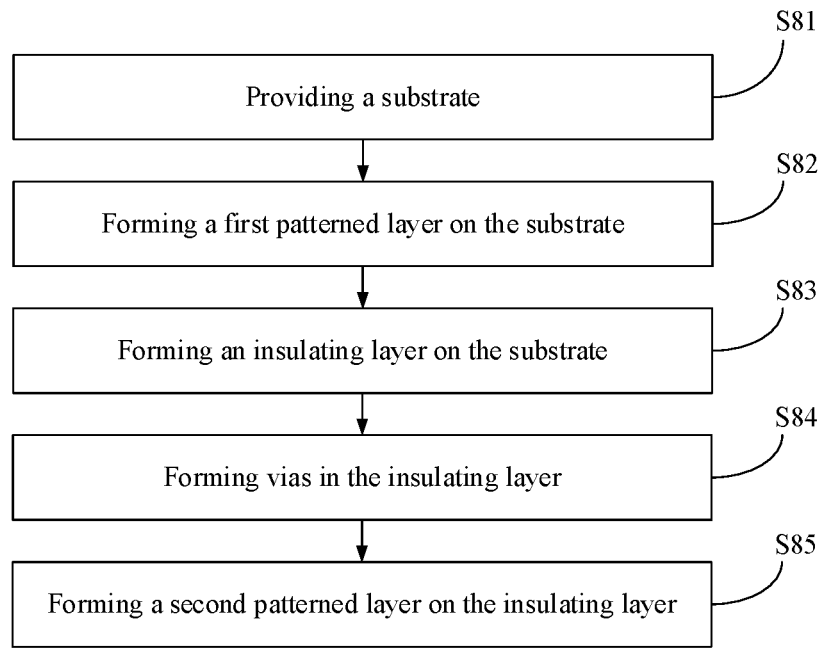 S81
Providing a substrate
S82
Forming a first patterned layer on the substrate
S83
Forming an insulating layer on the substrate
S84
Forming vias in the insulating layer
S85
Forming a second patterned layer on the insulating layer